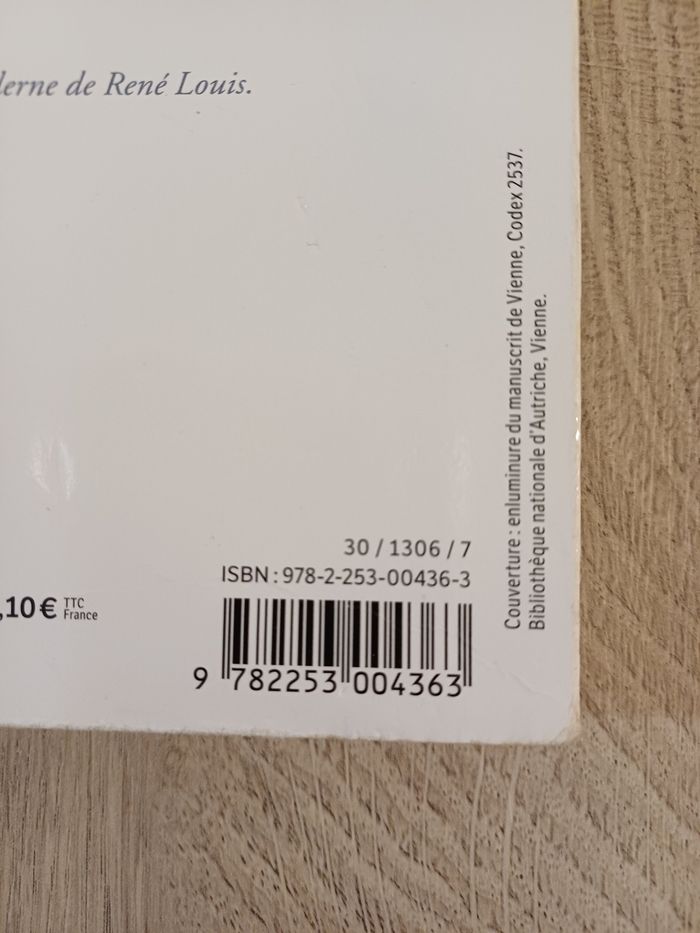 de René Louis.
Couverture : enluminure du manuscrit de Vienne, Codex 2537.
Bibliothèque nationale d'Autriche, Vienne.
30 / 1306 / 7
ISBN : 978-2-253-00436-3
,10 € TTC
France
9 782253 004363